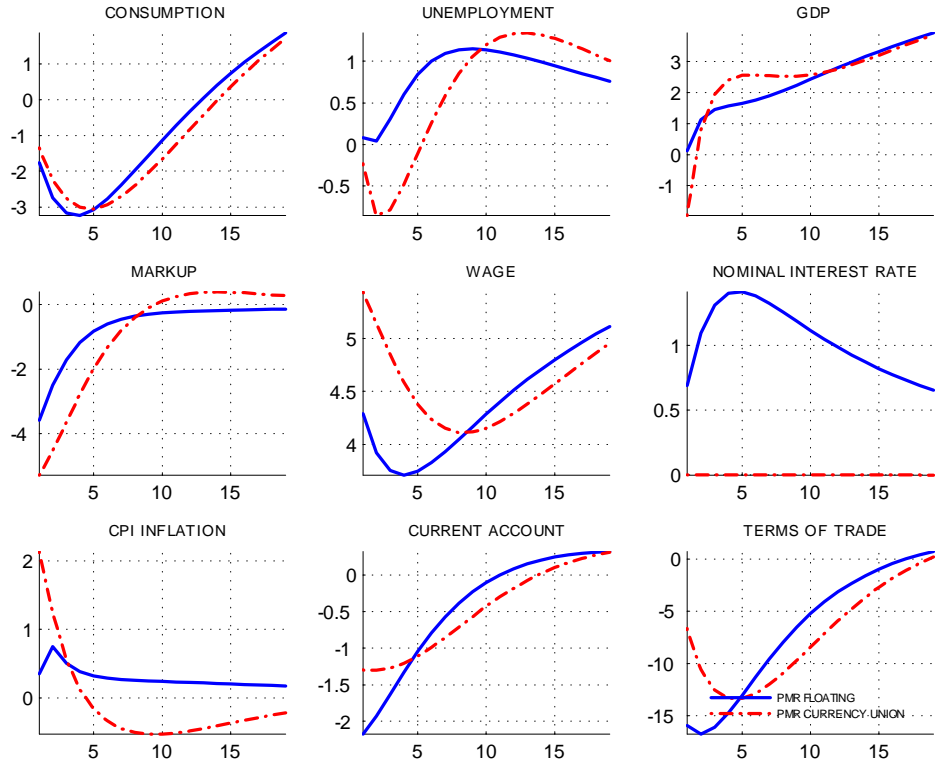 CONSUMPTION
1
0
-1
-2
-3
5 10 15
UNEMPLOYMENT
1
0.5
0
-0.5
5 10 15
GDP
3
2
1
0
-1
5 10 15
MARKUP
0
-2
-4
5 10 15
WAGE
5
4.5
4
5 10 15
NOMINAL INTEREST RATE
1
0.5
0
5 10 15
CPI INFLATION
2
1
0
5 10 15
CURRENT ACCOUNT
0
-0.5
-1
-1.5
-2
5 10 15
TERMS OF TRADE
0
-5
-10
-15
5 10 15
PMR FLOATING
PMR CURRENCY UNION